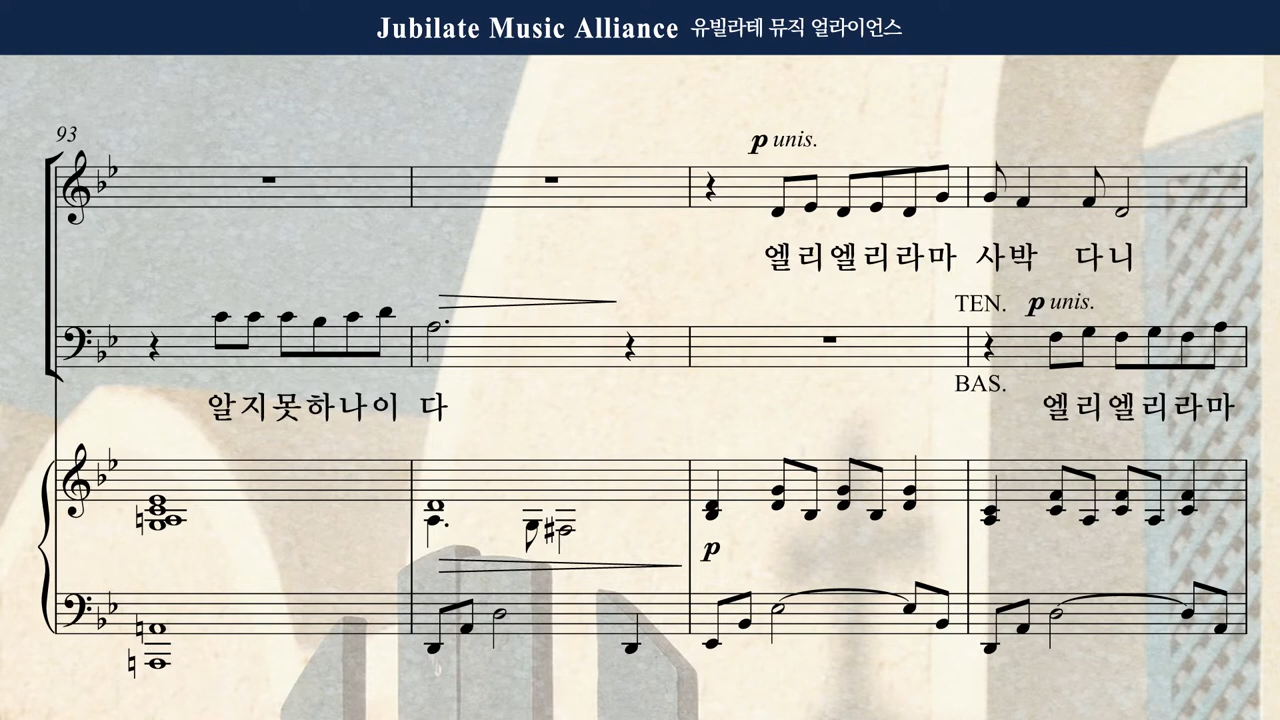 Jubilate Music Alliance 유빌라테 뮤직 얼라이언스
93
p unis.
엘리엘리라마 사박 다니
TEN. p unis.
BAS.
알지못하나이 다 엘리엘리라마
p